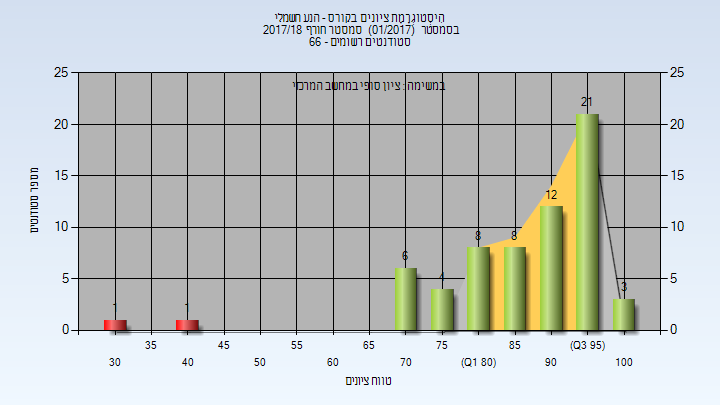 היסטוגרמת ציונים בקורס - הנע חשמלי
בסמסטר (01/2017) סמסטר חורף 2017/18
סטודנטים רשומים - 66
במשימה : ציון סופי במחשב המרכזי
מספר סטודנטים
25 25
20 20
15 15
10 10
5 5
0 0
1 1 6 4 8 8 12 21 3
35 45 55 65 75 85 (Q3 95)
30 40 50 60 70 (Q1 80) 90 100
טווח ציונים